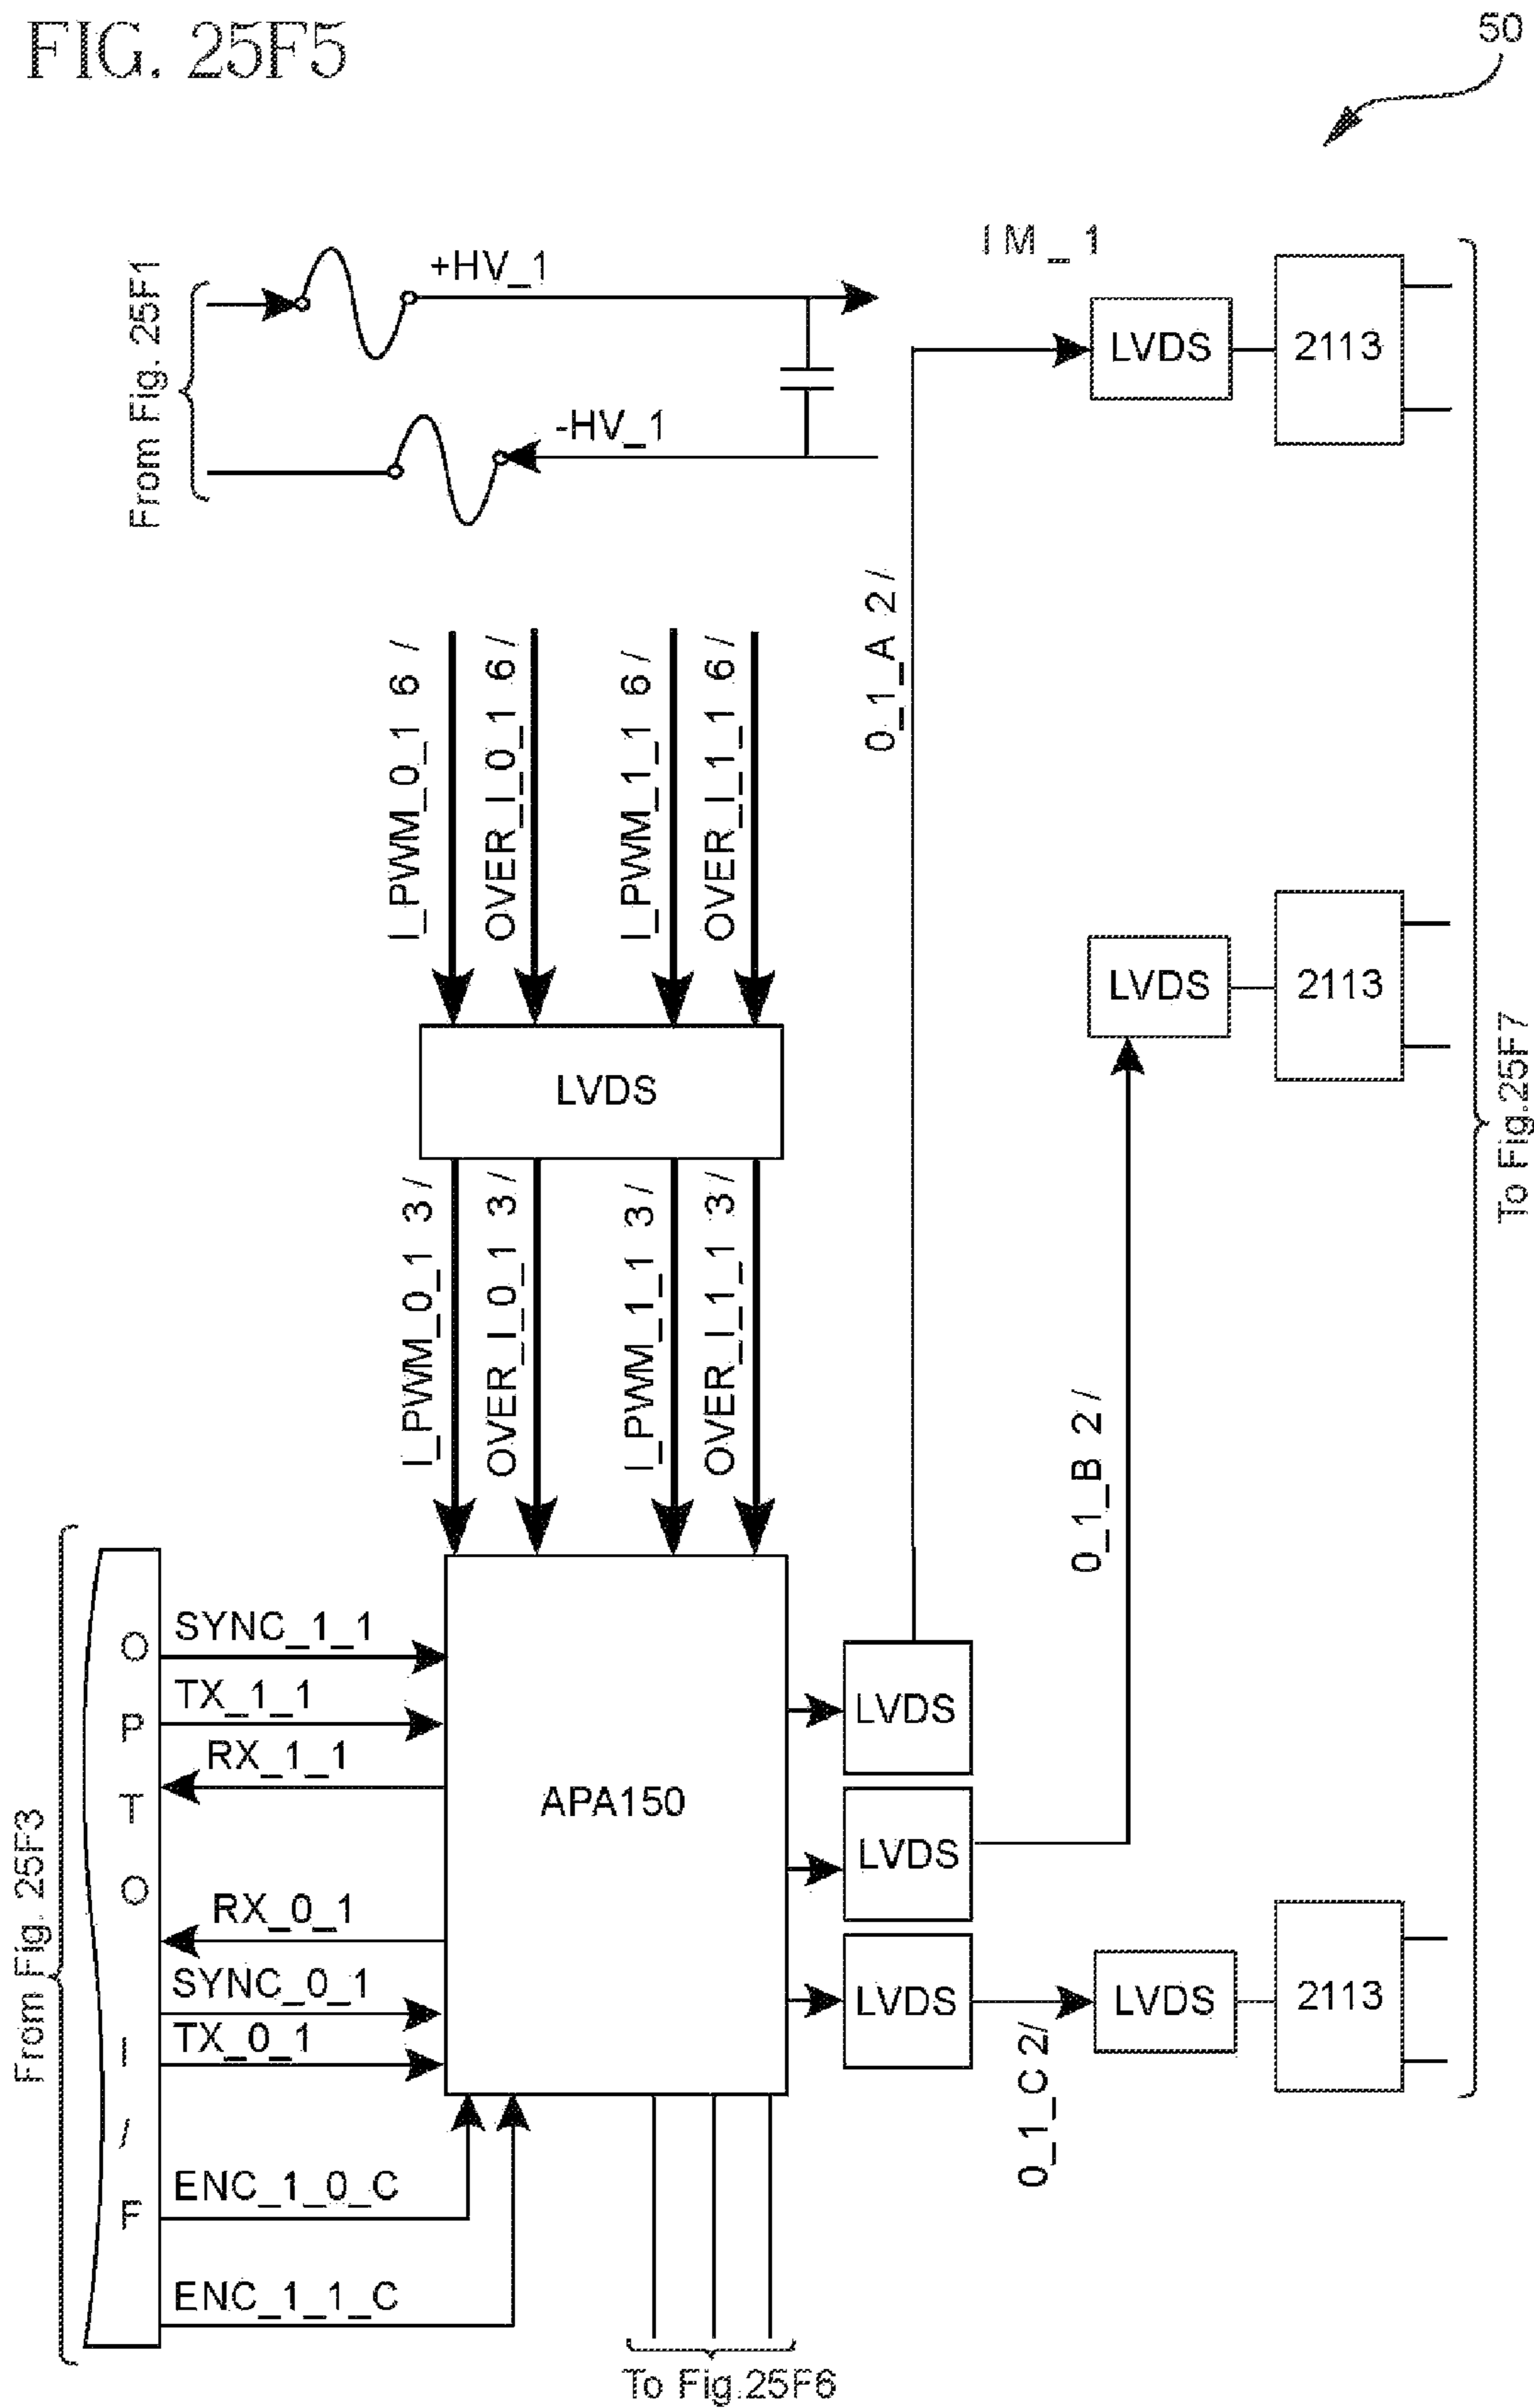 FIG. 25F5
50
From Fig. 25F1
+HV_1
-HV_1
IM_1
LVDS
2113
0_1_A 2/
I_PWM_0_1 6 /
OVER_I_0_1 6/
I_PWM_1_1 6/
OVER_I_1_1 6/
LVDS
2113
LVDS
To Fig.25F7
I_PWM_0_1 3/
OVER_I_0_1 3/
I_PWM_1_1 3/
OVER_I_1_1 3/
0_1_B 2/
From Fig. 25F3
OPTO I/F
SYNC_1_1
TX_1_1
RX_1_1
RX_0_1
SYNC_0_1
TX_0_1
ENC_1_0_C
ENC_1_1_C
APA150
LVDS
LVDS
LVDS
0_1_C 2/
LVDS
2113
To Fig.25F6